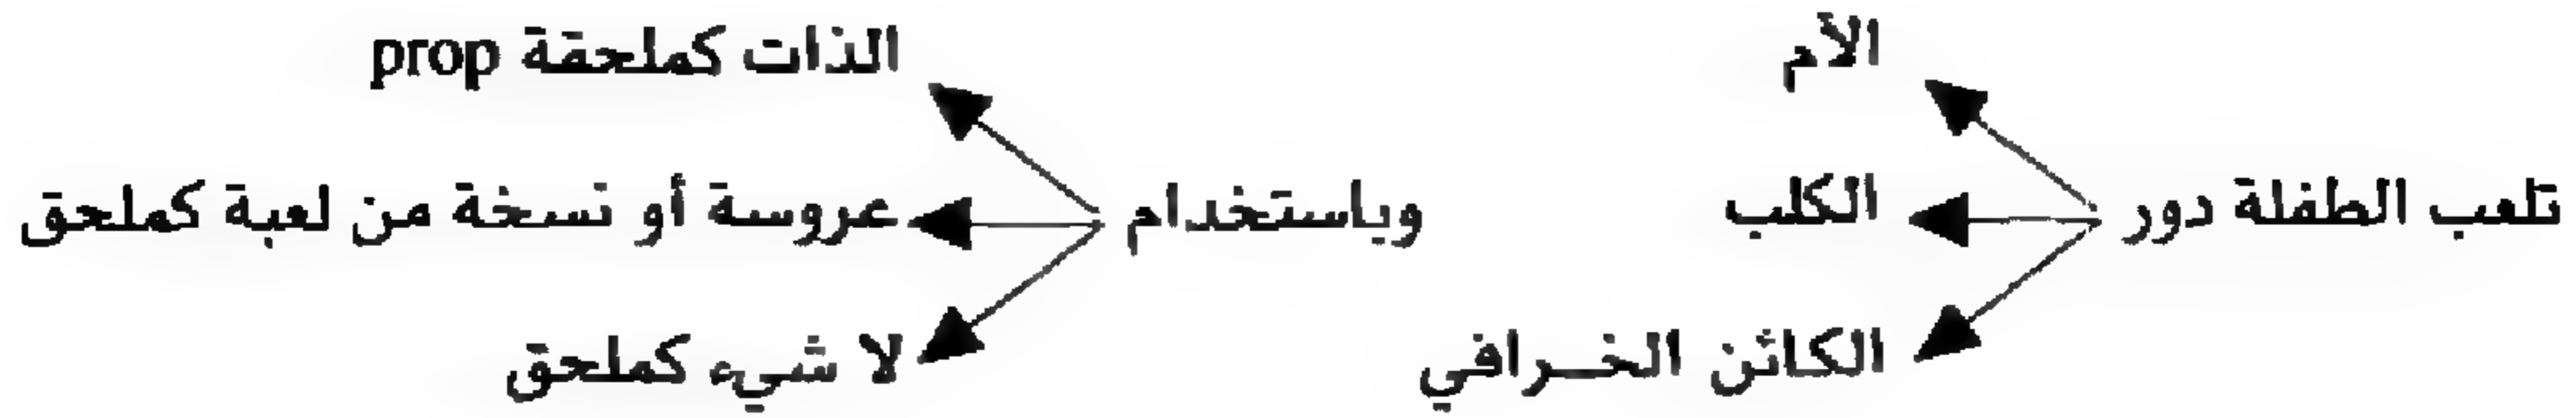 الأم
الذات كملحقة prop
تلعب الطفلة دور
الكلب
وباستخدام
عروسة أو نسخة من لعبة كملحق
الكائن الخرافي
لا شيء كملحق